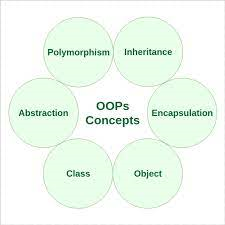 Polymorphism
Inheritance
Abstraction
OOPs
Concepts
Encapsulation
Class
Object